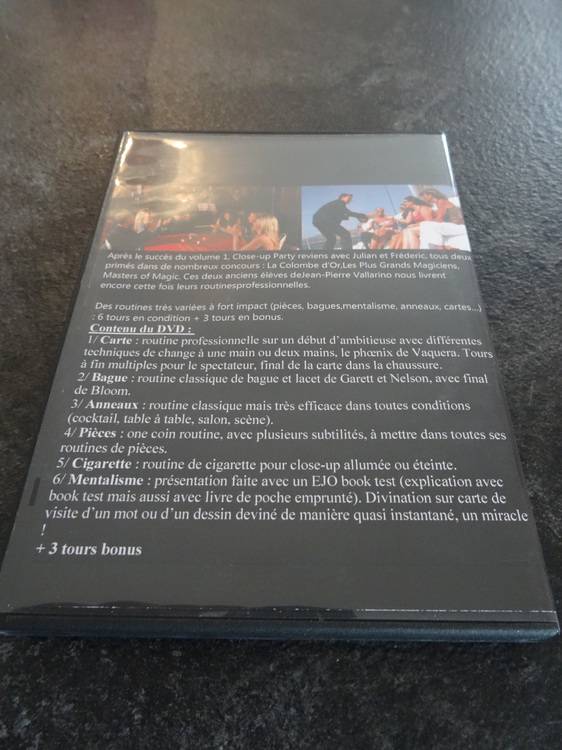 Après le succès du volume 1, Close-up Party reviens avec Julian et Fréderic, tous deux
primés dans de nombreux concours : La Colombe d'Or,Les Plus Grands Magiciens,
Masters of Magic. Ces deux anciens élèves deJean-Pierre Vallarino nous livrent
encore cette fois leurs routinesprofessionnelles.
Des routines très variées à fort impact (pièces, bagues,mentalisme, anneaux, cartes...)
: 6 tours en condition + 3 tours en bonus.
Contenu du DVD :
1/ Carte : routine professionelle sur un début d'ambitieuse avec différentes
techniques de change à une main ou deux mains, le phœnix de Vaquera. Tours
à fin multiples pour le spectateur, final de la carte dans la chaussure.
2/ Bague : routine classique de bague et lacet de Garett et Nelson, avec final
de Bloom.
3/ Anneaux : routine classique mais très efficace dans toutes conditions
(cocktail, table à table, salon, scène).
4/ Pièces : one coin routine, avec plusieurs subtilités, à mettre dans toutes ses
routines de pièces.
5/ Cigarette : routine de cigarette pour close-up allumée ou éteinte.
6/ Mentalisme : présentation faite avec un EJO book test (explication avec
book test mais aussi avec livre de poche emprunté). Divination sur carte de
visite d'un mot ou d'un dessin deviné de manière quasi instantané, un miracle
!
+ 3 tours bonus